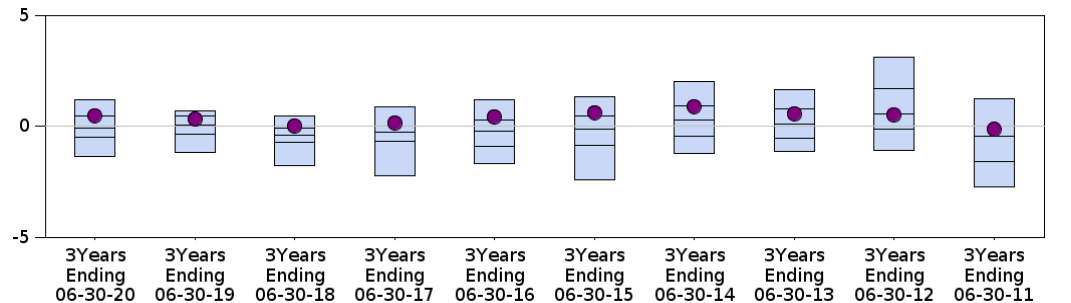 5
0
-5
3Years Ending 06-30-20
3Years Ending 06-30-19
3Years Ending 06-30-18
3Years Ending 06-30-17
3Years Ending 06-30-16
3Years Ending 06-30-15
3Years Ending 06-30-14
3Years Ending 06-30-13
3Years Ending 06-30-12
3Years Ending 06-30-11